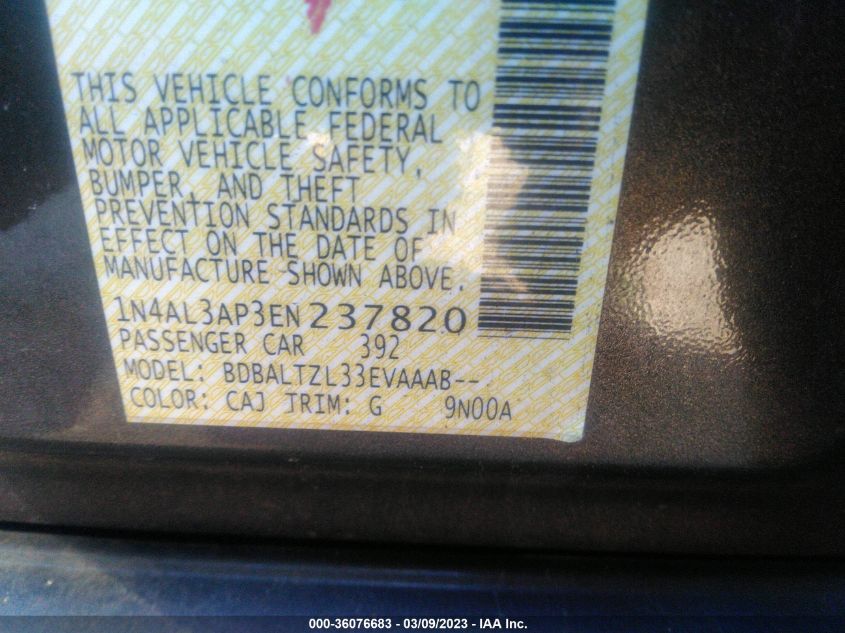 THIS VEHICLE CONFORMS TO
ALL APPLICABLE FEDERAL
MOTOR VEHICLE SAFETY,
BUMPER, AND THEFT
PREVENTION STANDARDS IN
EFFECT ON THE DATE OF
MANUFACTURE SHOWN ABOVE.
1N4AL3AP3EN237820
PASSENGER CAR 392
MODEL: BDBALTZL33EVAAAB--
COLOR: CAJ TRIM: G 9N00A
000-36076683 - 03/09/2023 - IAA Inc.